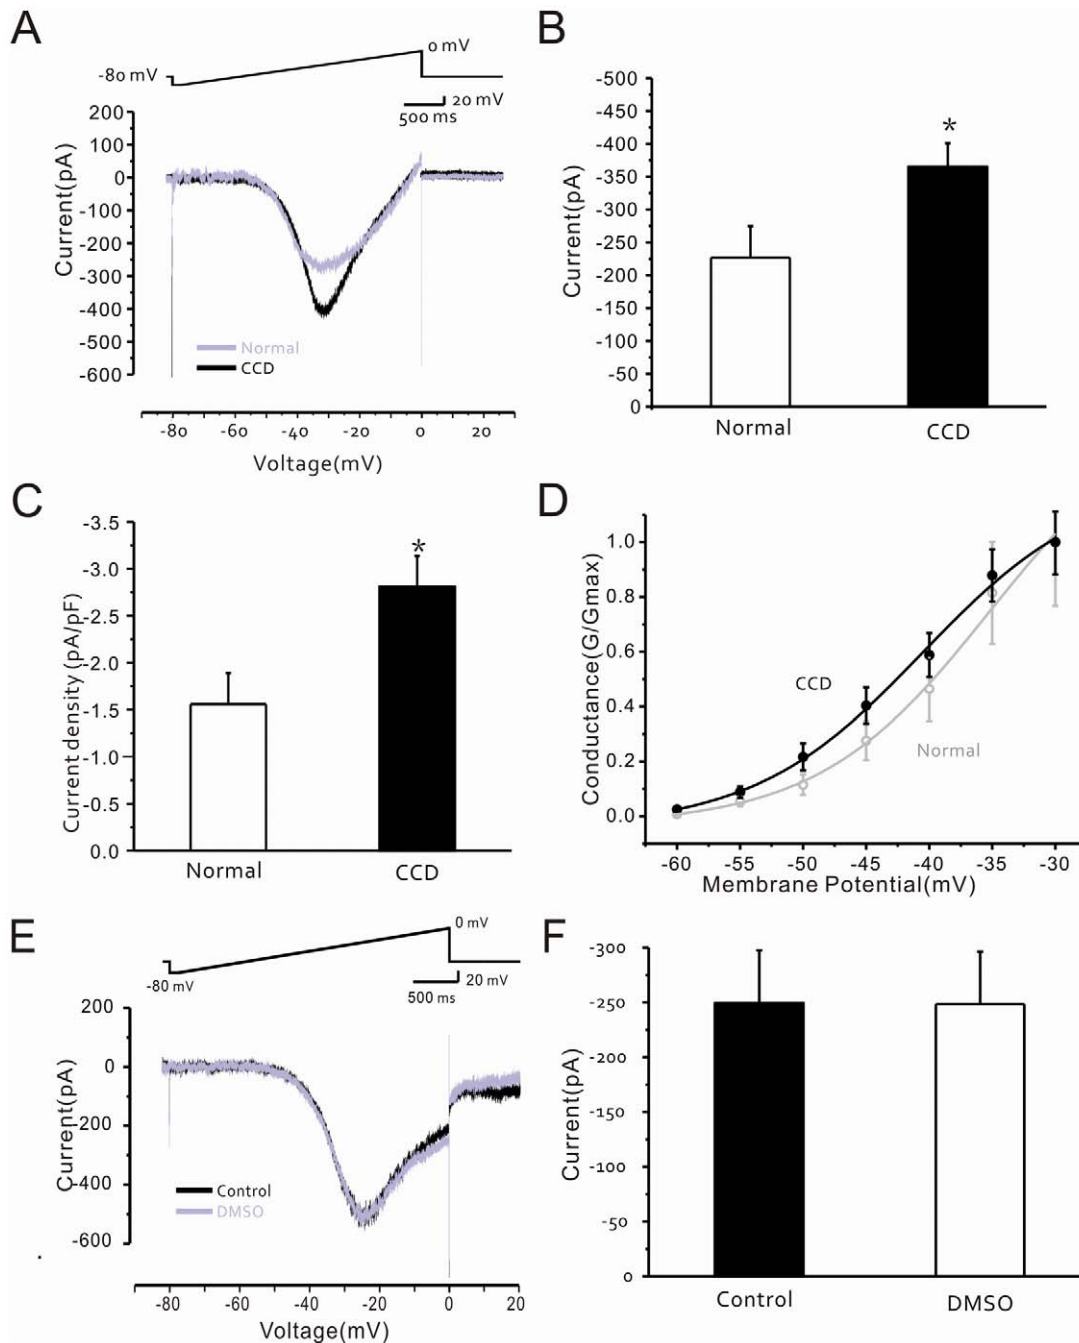 A
0 mV
-80 mV
20 mV
500 ms
200
100
0
-100
-200
-300
-400
-500
-600
Current(pA)
Normal
CCD
-80 -60 -40 -20 0 20
Voltage(mV)
B
-500
-450
-400
-350
-300
-250
-200
-150
-100
-50
0
Current(pA)
*
Normal CCD
C
-3.5
-3.0
-2.5
-2.0
-1.5
-1.0
-0.5
0.0
Current density (pA/pF)
*
Normal CCD
D
1.0
0.8
0.6
0.4
0.2
0.0
Conductance(G/Gmax)
CCD
Normal
-60 -55 -50 -45 -40 -35 -30
Membrane Potential(mV)
E
0 mV
-80 mV
20 mV
500 ms
200
0
200
400
-600
Current(pA)
Control
DMSO
-80 -60 -40 -20 0 20
Voltage(mV)
F
-300
-250
-200
-150
-100
-50
0
Current(pA)
Control DMSO